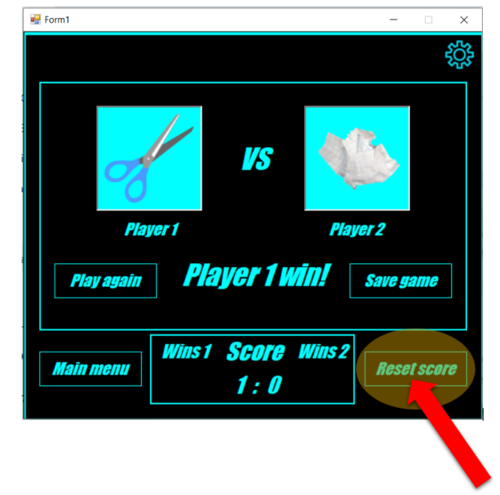 Form1
VS
Player 1
Player 2
Play again
Player 1 win!
Save game
Main menu
Wins 1 Score Wins 2
1 : 0
Reset score